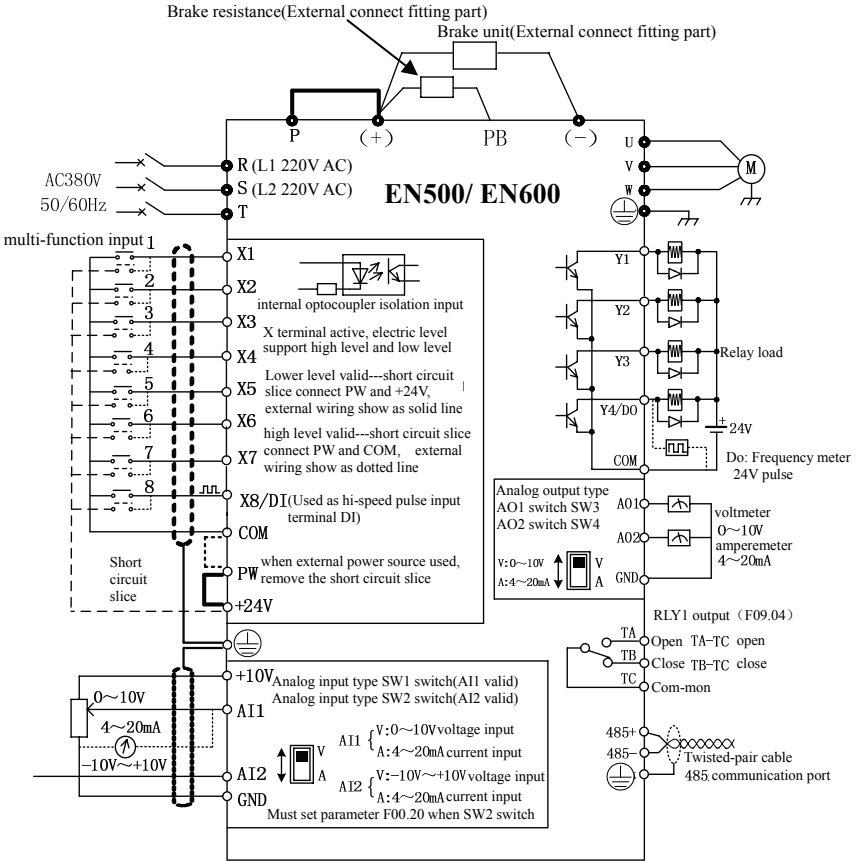 Brake resistance(External connect fitting part)
Brake unit(External connect fitting part)
P
(+)
PB
(-)
R (L1 220V AC)
S (L2 220V AC)
T
AC380V
50/60Hz
EN500/ EN600
U
V
W
M
multi-function input
1
2
3
4
5
6
7
8
X1
X2
X3
X4
X5
X6
X7
X8/DI(Used as hi-speed pulse input
terminal DI)
COM
PW
+24V
internal optocoupler isolation input
X terminal active, electric level
support high level and low level
Lower level valid---short circuit
slice connect PW and +24V,
external wiring show as solid line
high level valid---short circuit slice
connect PW and COM, external
wiring show as dotted line
when external power source used,
remove the short circuit slice
Short
circuit
slice
Y1
Y2
Y3
Y4/DO
COM
Relay load
+
24V
Do: Frequency meter
24V pulse
Analog output type
AO1 switch SW3
AO2 switch SW4
V:0~10V
A:4~20mA
V
A
AO1
AO2
GND
voltmeter
0~10V
amperemeter
4~20mA
RLY1 output (F09.04)
TA
Open TA-TC open
TB
Close TB-TC close
TC
Com-mon
+10V
AI1
AI2
GND
0~10V
4~20mA
-10V~+10V
Analog input type SW1 switch(AI1 valid)
Analog input type SW2 switch(AI2 valid)
V
A
AI1
V:0~10Vvoltage input
A:4~20mAcurrent input
AI2
V:-10V~+10Vvoltage input
A:4~20mAcurrent input
Must set parameter F00.20 when SW2 switch
485+
485-
Twisted-pair cable
485 communication port